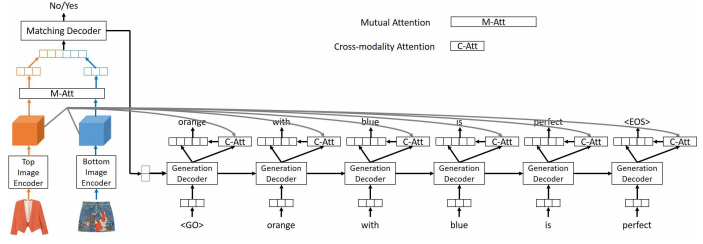 No/Yes
Matching Decoder
Mutual Attention M-Att
Cross-modality Attention C-Att
M-Att
orange with blue is perfect <EOS>
C-Att C-Att C-Att C-Att C-Att C-Att
Top Image Encoder
Bottom Image Encoder
Generation Decoder Generation Decoder Generation Decoder Generation Decoder Generation Decoder Generation Decoder
<GO> orange with blue is perfect